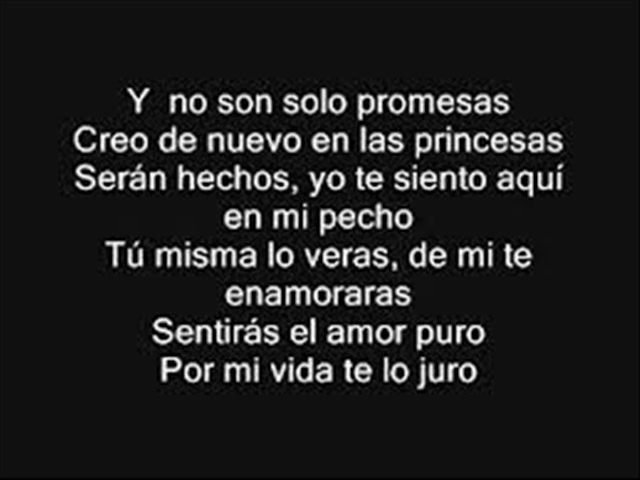 Y no son solo promesas
Creo de nuevo en las princesas
Serán hechos, yo te siento aquí
en mi pecho
Tú misma lo veras, de mi te
enamoraras
Sentirás el amor puro
Por mi vida te lo juro